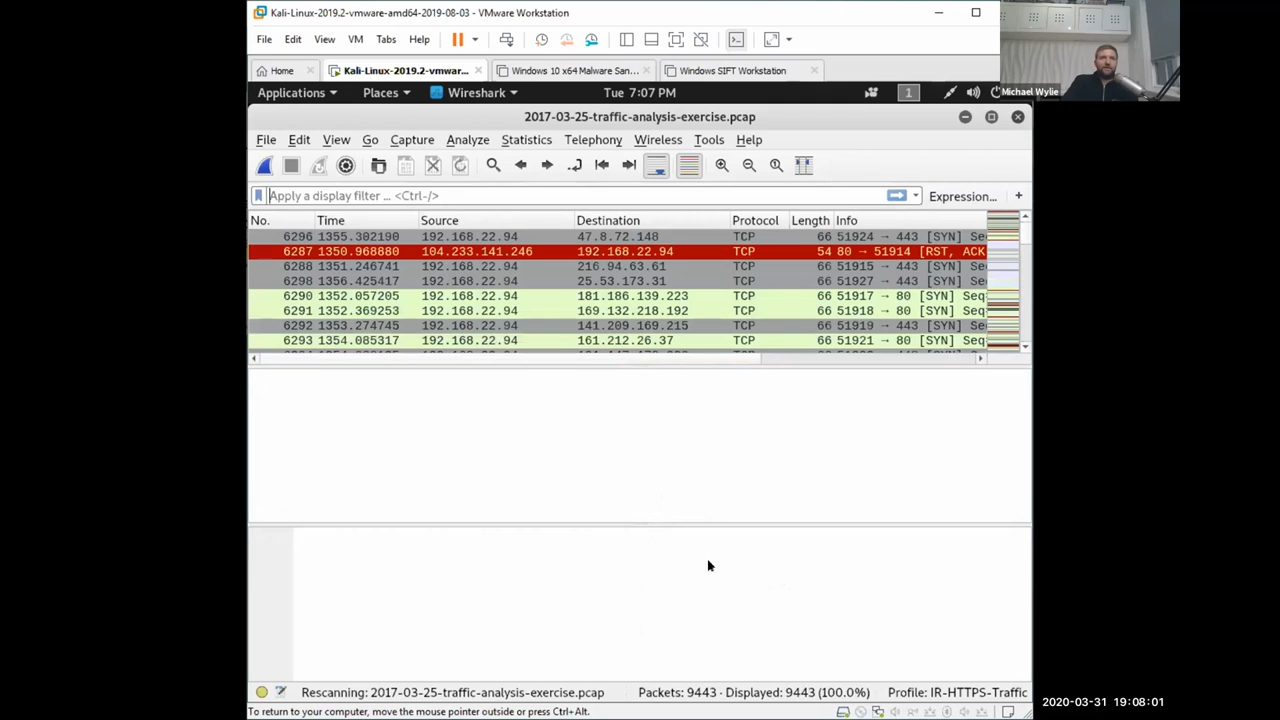 Kali-Linux-2019.2-vmware-amd64-2019-08-03 - VMware Workstation
File Edit View VM Tabs Help
Home Kali-Linux-2019.2-vmwar... Windows 10 x64 Malware San... Windows SIFT Workstation
Michael Wylie
Applications Places Wireshark Tue 7:07 PM 1
2017-03-25-traffic-analysis-exercise.pcap
File Edit View Go Capture Analyze Statistics Telephony Wireless Tools Help
Apply a display filter ... <Ctrl-/> Expression... +
No. Time Source Destination Protocol Length Info
6296 1355.302190 192.168.22.94 47.8.72.148 TCP 66 51924 → 443 [SYN] Seq
6287 1350.968880 104.233.141.246 192.168.22.94 TCP 54 80 → 51914 [RST, ACK
6288 1351.246741 192.168.22.94 216.94.63.61 TCP 66 51915 → 443 [SYN] Seq
6298 1356.425417 192.168.22.94 25.53.173.31 TCP 66 51927 → 443 [SYN] Seq
6290 1352.057205 192.168.22.94 181.186.139.223 TCP 66 51917 → 80 [SYN] Seq
6291 1352.369253 192.168.22.94 169.132.218.192 TCP 66 51918 → 80 [SYN] Seq
6292 1353.274745 192.168.22.94 141.209.169.215 TCP 66 51919 → 443 [SYN] Seq
6293 1354.085317 192.168.22.94 161.212.26.37 TCP 66 51921 → 80 [SYN] Seq
Rescanning: 2017-03-25-traffic-analysis-exercise.pcap Packets: 9443 · Displayed: 9443 (100.0%) Profile: IR-HTTPS-Traffic
To return to your computer, move the mouse pointer outside or press Ctrl+Alt.
2020-03-31 19:08:01